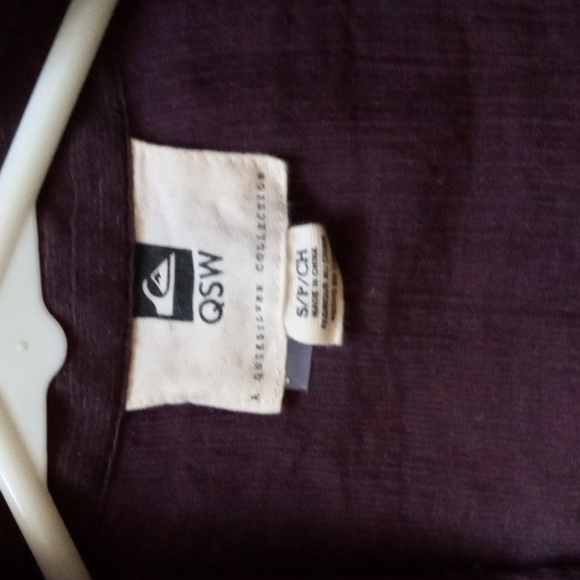 QSW
A QUIKSILVER COLLECTION
S/P/CH
MADE IN CHINA